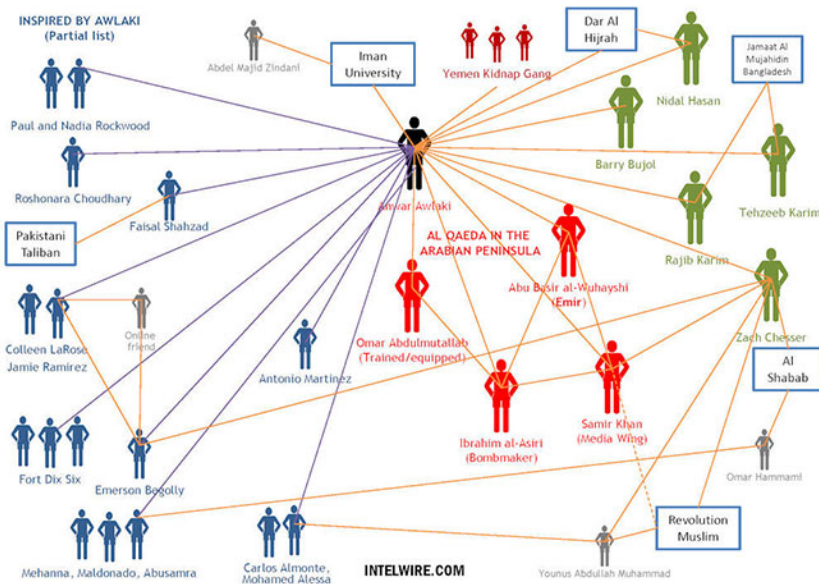 INSPIRED BY AWLAKI
(Partial list)
Abdel Majid Zindani
Iman
University
Yemen Kidnap Gang
Dar Al
Hijrah
Nidal Hasan
Jamaat Al
Mujahidin
Bangladesh
Paul and Nadia Rockwood
Barry Bujol
Roshonara Choudhary
Faisal Shahzad
Anwar Awlaki
Tehzeeb Karim
Pakistani
Taliban
AL QAEDA IN THE
ARABIAN PENINSULA
Rajib Karim
Abu Basir al-Wuhayshi
(Emir)
Colleen LaRose
Jamie Ramirez
Online
friend
Omar Abdulmutallab
(Trained/equipped)
Zach Chesser
Antonio Martinez
Al
Shabab
Ibrahim al-Asiri
(Bombmaker)
Samir Khan
(Media Wing)
Fort Dix Six
Emerson Begolly
Omar Hammami
Mehanna, Maldonado, Abusamra
Carlos Almonte,
Mohamed Alessa
INTELWIRE.COM
Younus Abdullah Muhammad
Revolution
Muslim